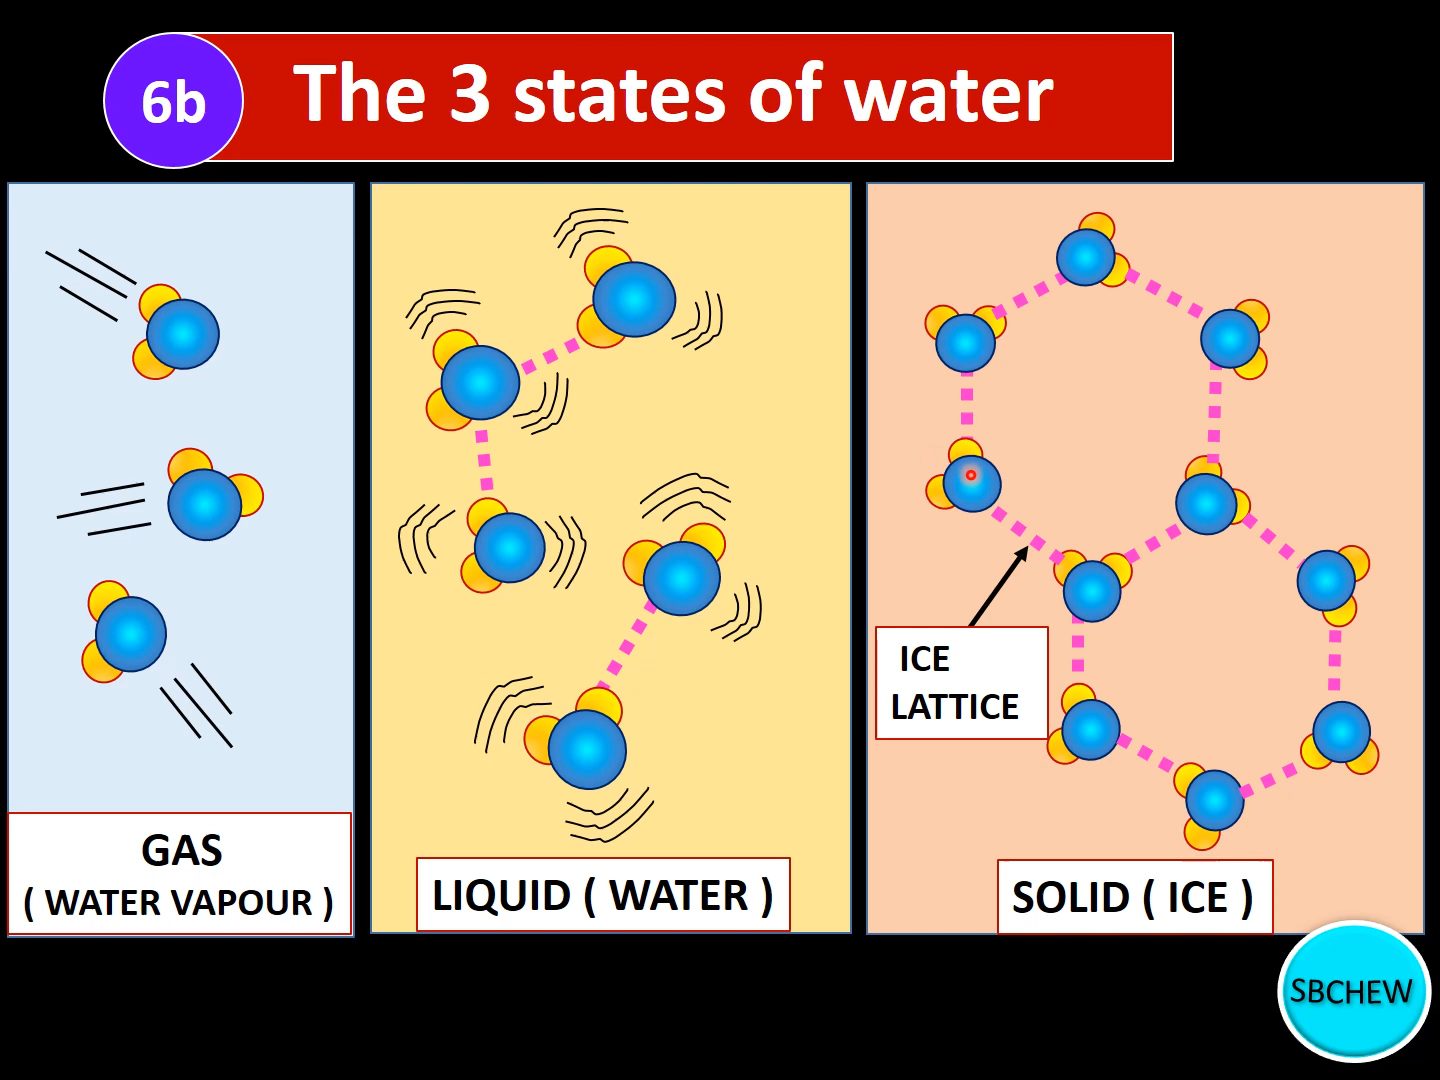 6b
The 3 states of water
GAS
( WATER VAPOUR )
LIQUID ( WATER )
ICE
LATTICE
SOLID ( ICE )
SBCHEW